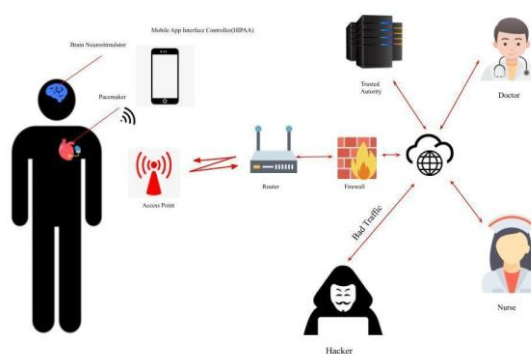 Mobile App Interface Controller(HIPAA)
Brain Neurostimulator
Pacemaker
Access Point
Router
Firewall
Trusted
Autority
Doctor
Nurse
Bad Traffic
Hacker